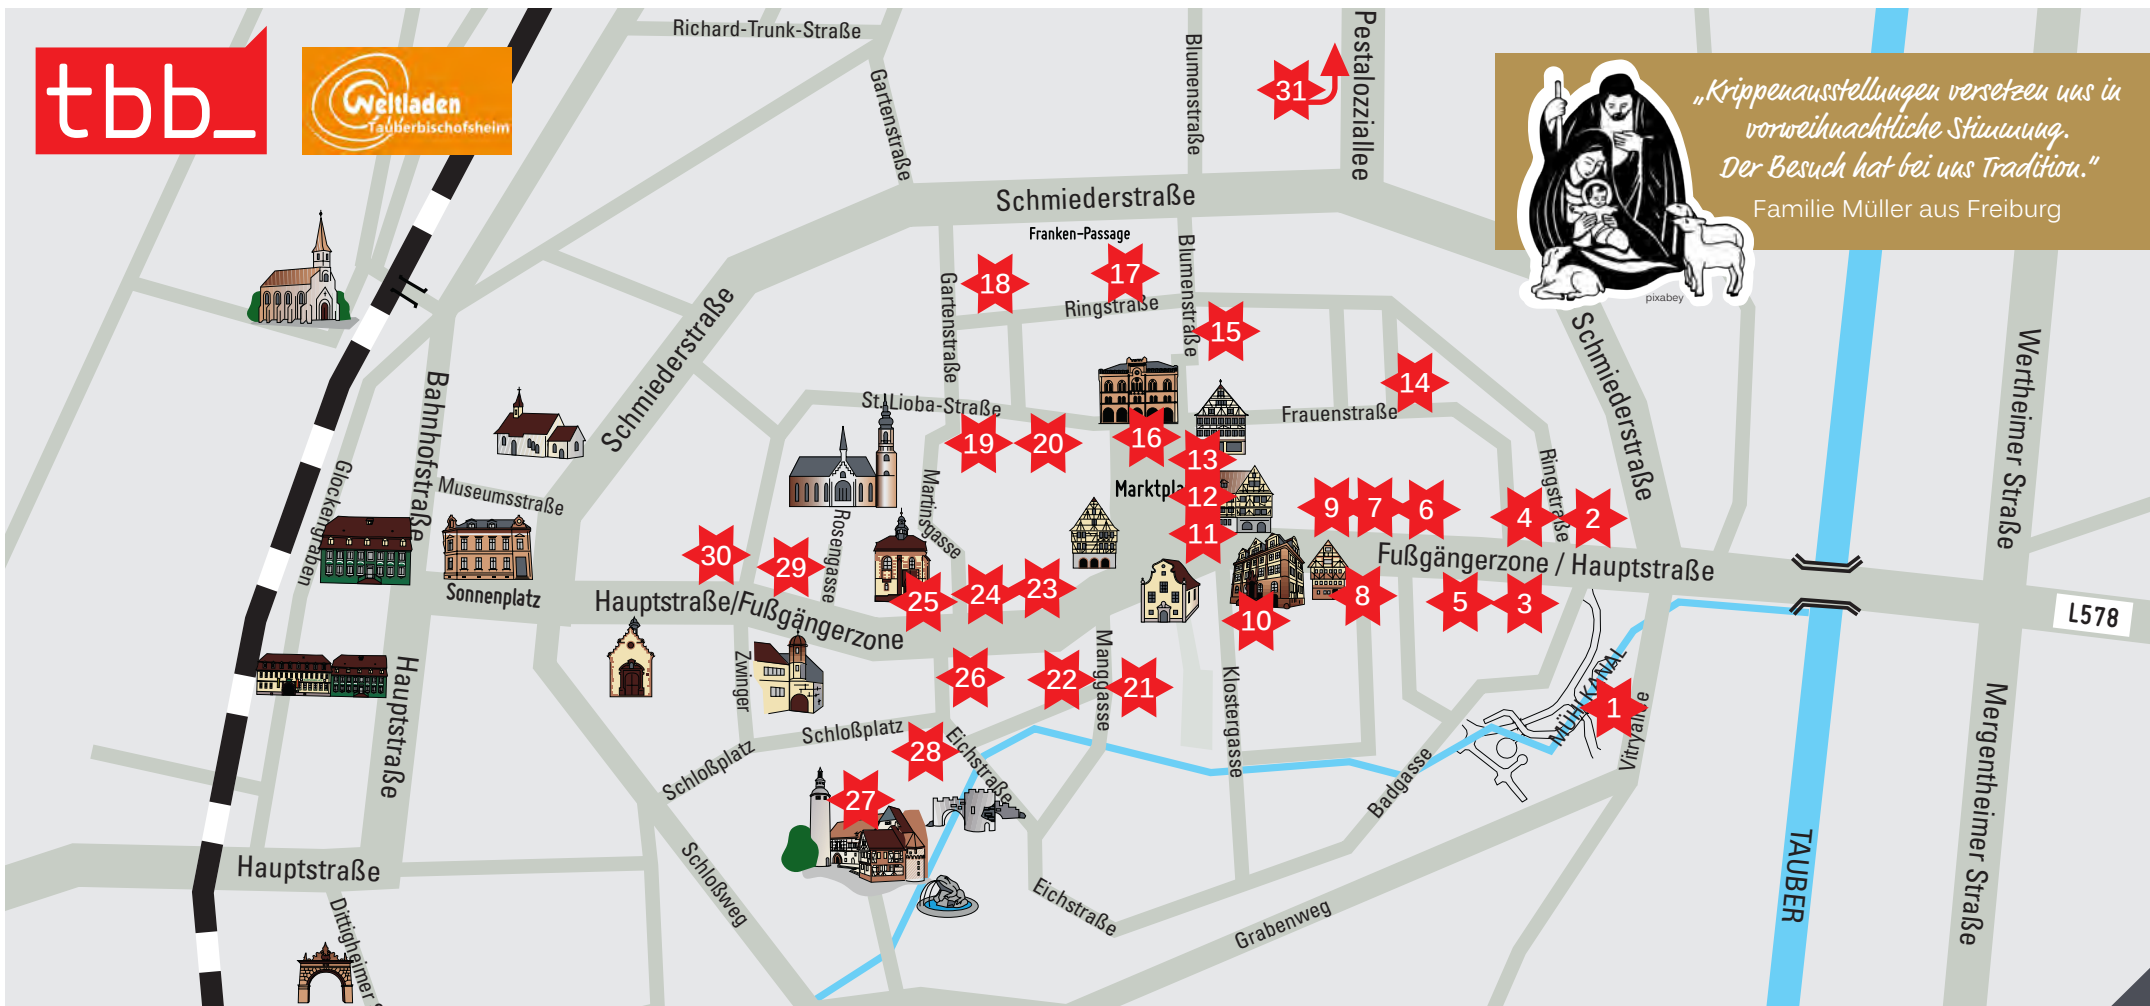 tbb_
Weltladen
Tauberbischofsheim
Richard-Trunk-Straße
Gartenstraße
Blumenstraße
31
Pestalozziallee
„Krippenausstellungen versetzen uns in
vorweihnachtliche Stimmung.
Der Besuch hat bei uns Tradition."
Familie Müller aus Freiburg
pixabey
Schmiederstraße
Franken-Passage
18
17
Ringstraße
Blumenstraße
15
Gartenstraße
Schmiederstraße
Schmiederstraße
Wertheimer Straße
14
Frauenstraße
St. Lioba-Straße
Bahnhofstraße
19
20
16
13
12
11
Marktpla
Glockengraben
Museumsstraße
Martinsgasse
Rosengasse
Ringstraße
9
7
6
4
2
30
29
Fußgängerzone / Hauptstraße
Sonnenplatz
Hauptstraße/Fußgängerzone
25
24
23
10
8
5
3
L578
Hauptstraße
Zwinger
26
22
Manggasse
21
Klostergasse
MÜHLKANAL
1
Vitryallee
Mergentheimer Straße
Schloßplatz
Schloßplatz
28
Eichstraße
27
Badgasse
TAUBER
Hauptstraße
Schloßweg
Eichstraße
Grabenweg
Dittigheimer